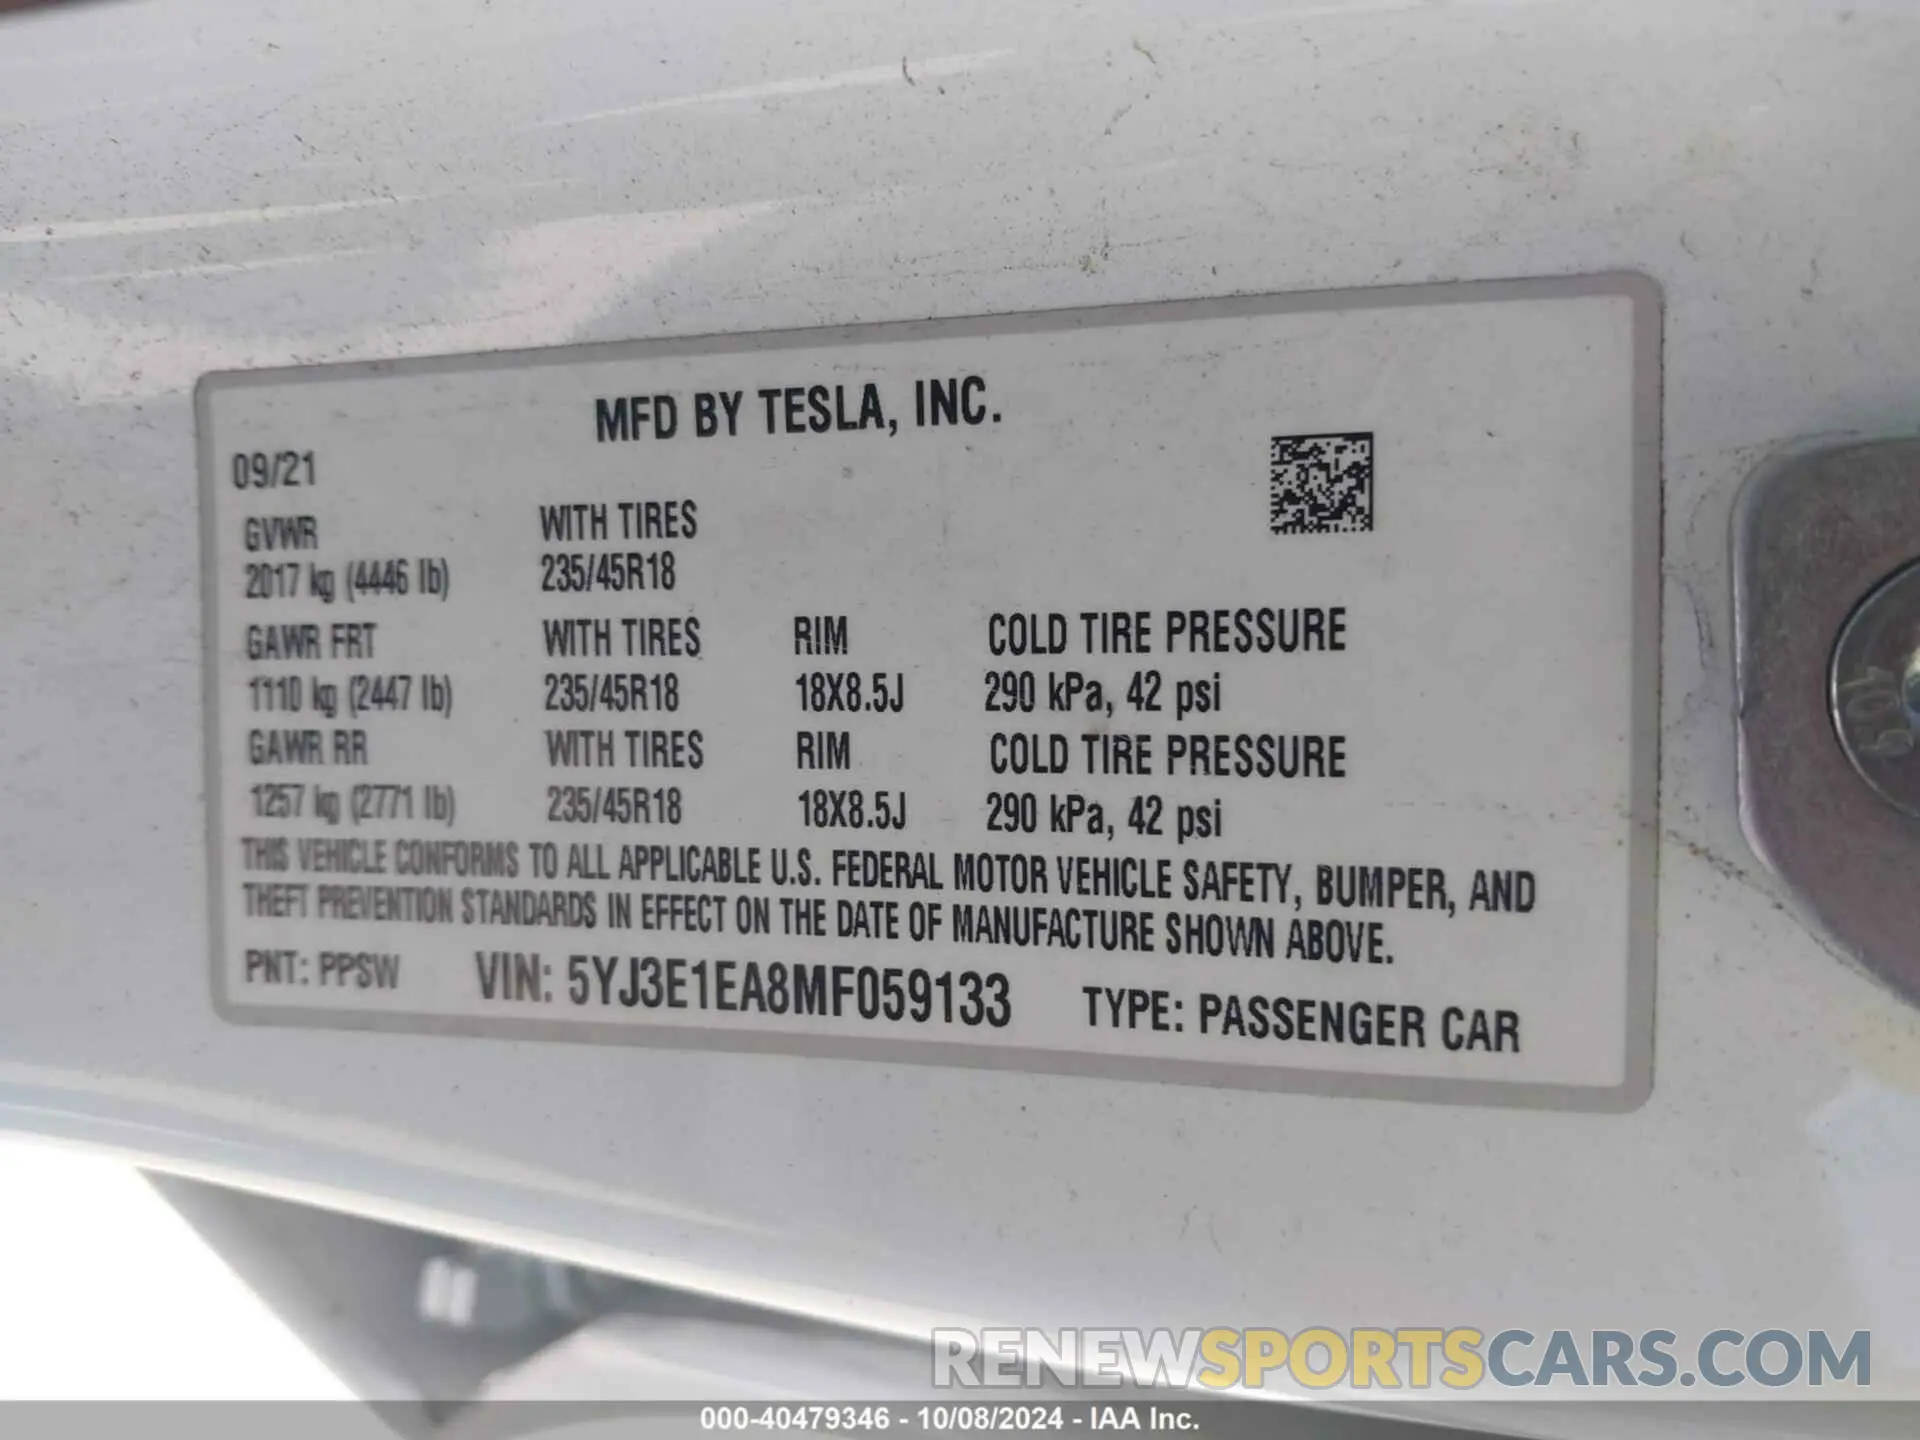 MFD BY TESLA, INC.
09/21
GVWR WITH TIRES
2017 kg (4446 lb) 235/45R18
GAWR FRT WITH TIRES RIM COLD TIRE PRESSURE
1110 kg (2447 lb) 235/45R18 18X8.5J 290 kPa, 42 psi
GAWR RR WITH TIRES RIM COLD TIRE PRESSURE
1257 kg (2771 lb) 235/45R18 18X8.5J 290 kPa, 42 psi
THIS VEHICLE CONFORMS TO ALL APPLICABLE U.S. FEDERAL MOTOR VEHICLE SAFETY, BUMPER, AND
THEFT PREVENTION STANDARDS IN EFFECT ON THE DATE OF MANUFACTURE SHOWN ABOVE.
PNT: PPSW VIN: 5YJ3E1EA8MF059133 TYPE: PASSENGER CAR
RENEWSPORTSCARS.COM
000-40479346 - 10/08/2024 - IAA Inc.